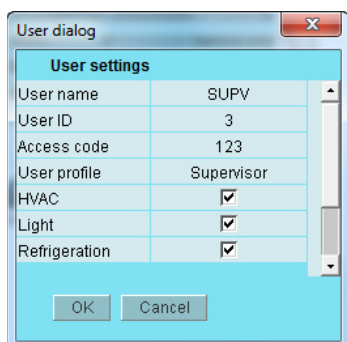 User dialog
User settings
User name SUPV
User ID 3
Access code 123
User profile Supervisor
HVAC
Light
Refrigeration
OK Cancel